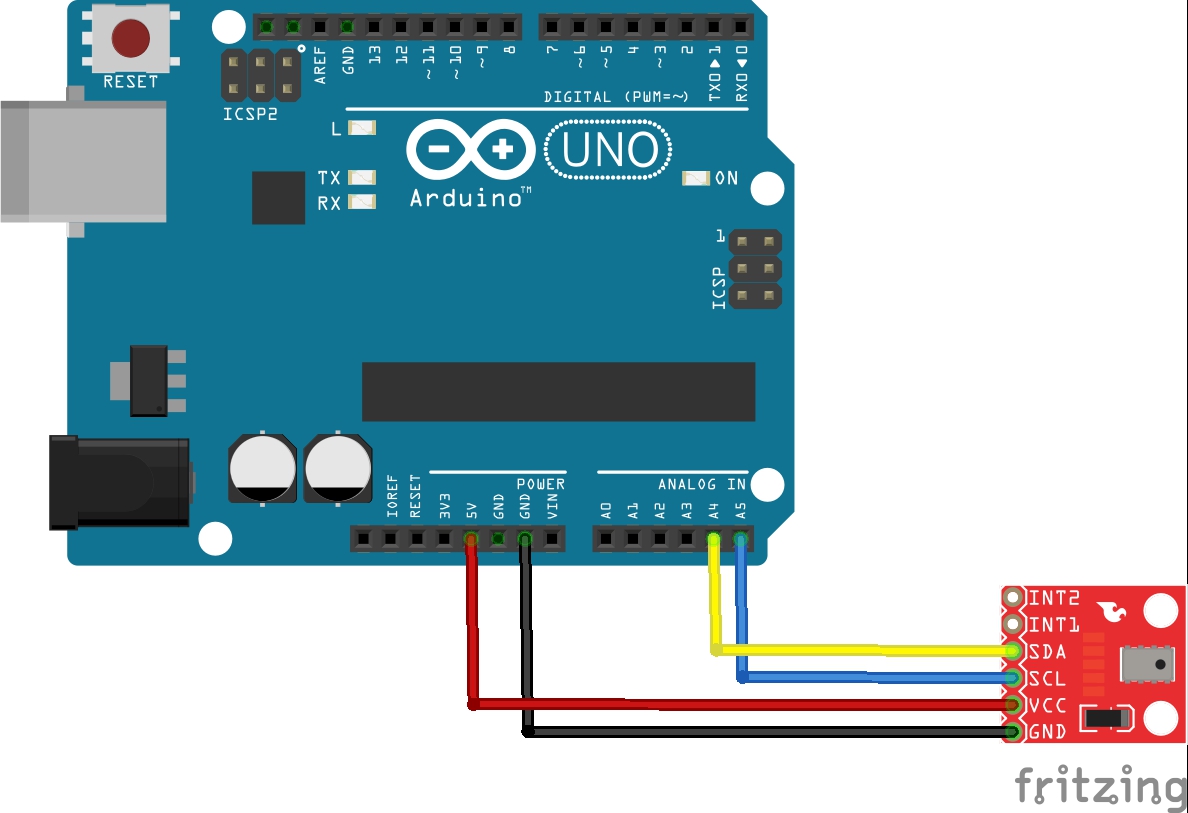 RESET
ICSP2
AREF
GND
13
12
~11
~10
~9
8
7
~6
~5
4
~3
2
TX0▶1
RX0◀0
DIGITAL (PWM=~)
L
TX
RX
UNO
Arduino™
ON
1
ICSP
POWER
ANALOG IN
IOREF
RESET
3V3
5V
GND
GND
VIN
A0
A1
A2
A3
A4
A5
INT2
INT1
SDA
SCL
VCC
GND
fritzing